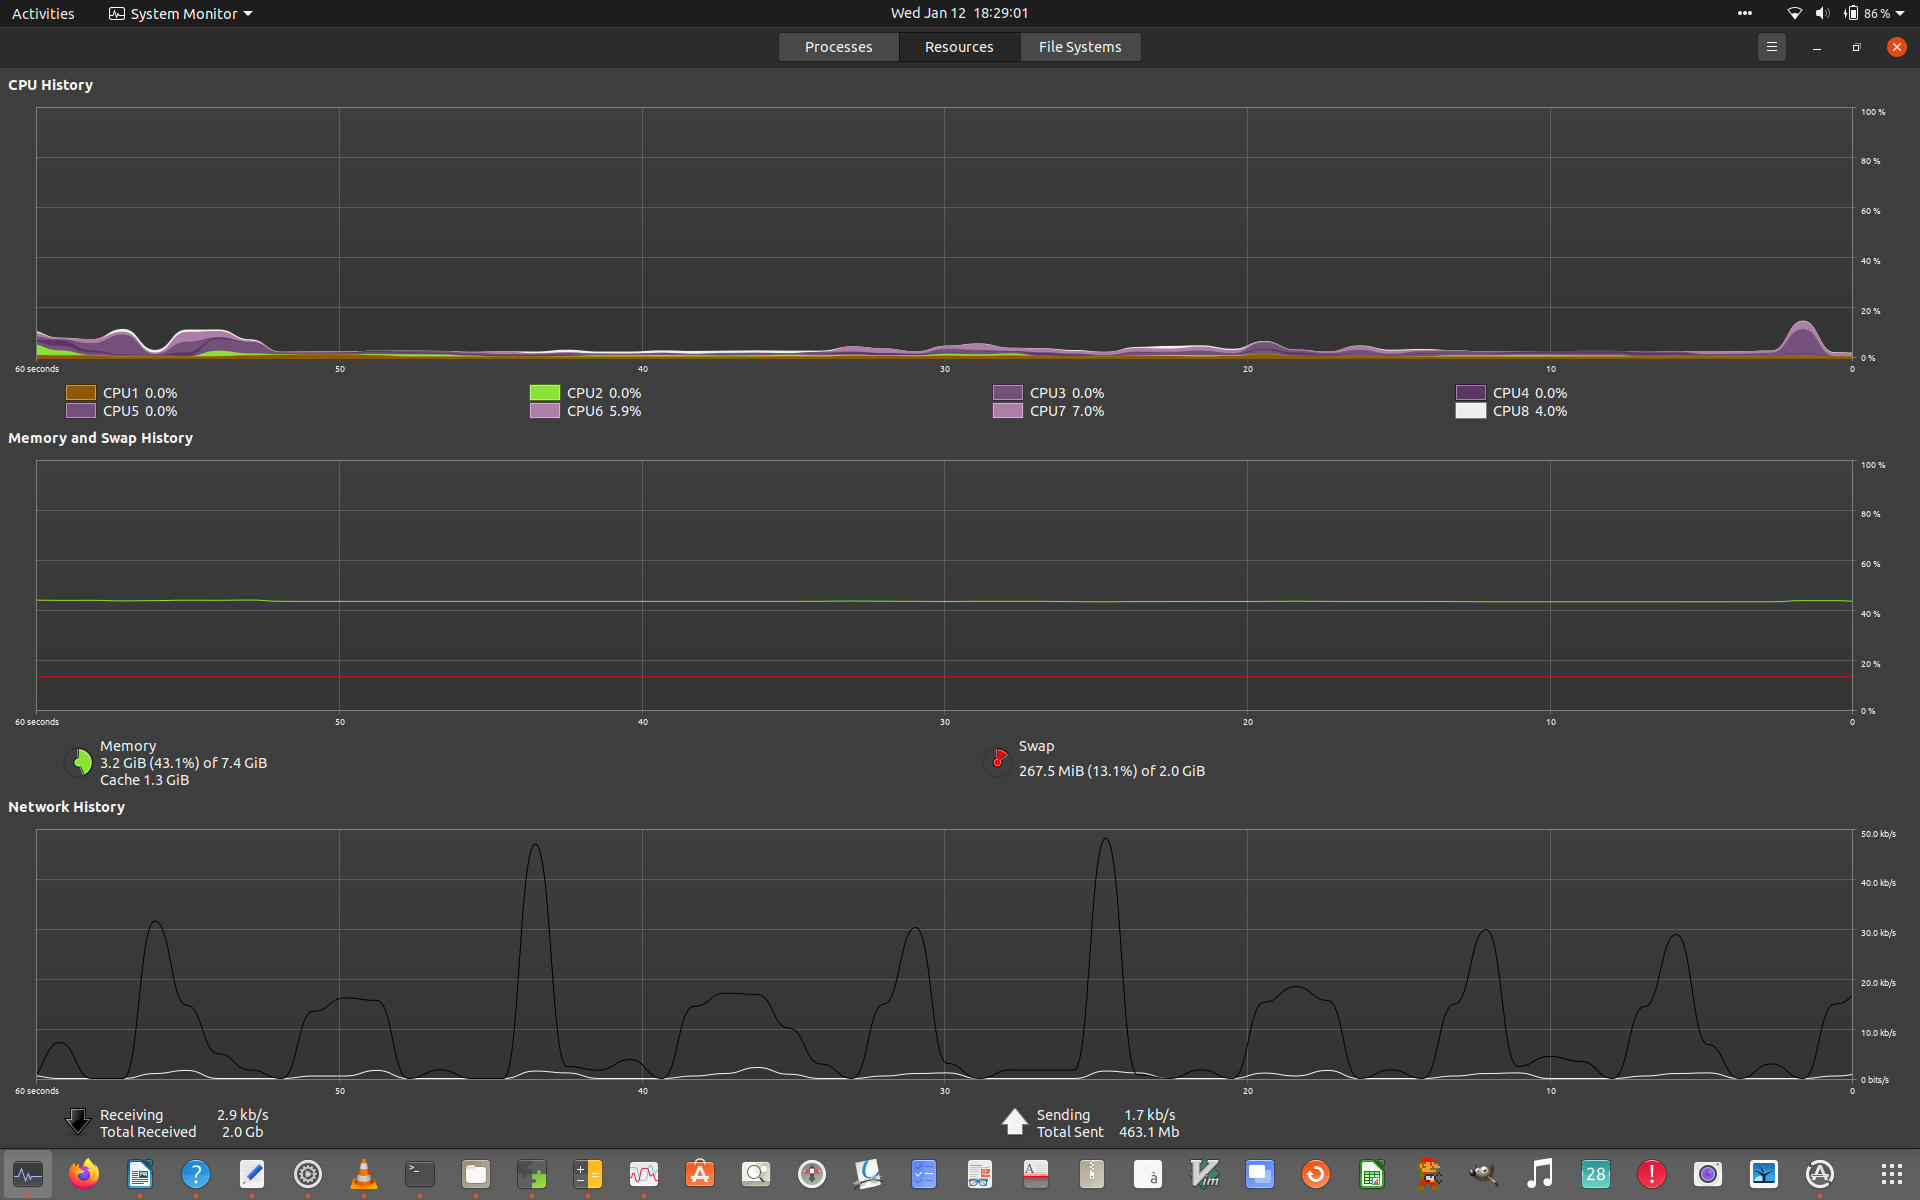 Activities System Monitor Wed Jan 12 18:29:01 86 %
Processes Resources File Systems
CPU History
100 %
80 %
60 %
40 %
20 %
0 %
60 seconds 50 40 30 20 10 0
CPU1 0.0% CPU2 0.0% CPU3 0.0% CPU4 0.0%
CPU5 0.0% CPU6 5.9% CPU7 7.0% CPU8 4.0%
Memory and Swap History
100 %
80 %
60 %
40 %
20 %
0 %
60 seconds 50 40 30 20 10 0
Memory Swap
3.2 GiB (43.1%) of 7.4 GiB 267.5 MiB (13.1%) of 2.0 GiB
Cache 1.3 GiB
Network History
50.0 kb/s
40.0 kb/s
30.0 kb/s
20.0 kb/s
10.0 kb/s
0 bits/s
60 seconds 50 40 30 20 10 0
Receiving 2.9 kb/s Sending 1.7 kb/s
Total Received 2.0 Gb Total Sent 463.1 Mb
? >_ A à Vim 28 !